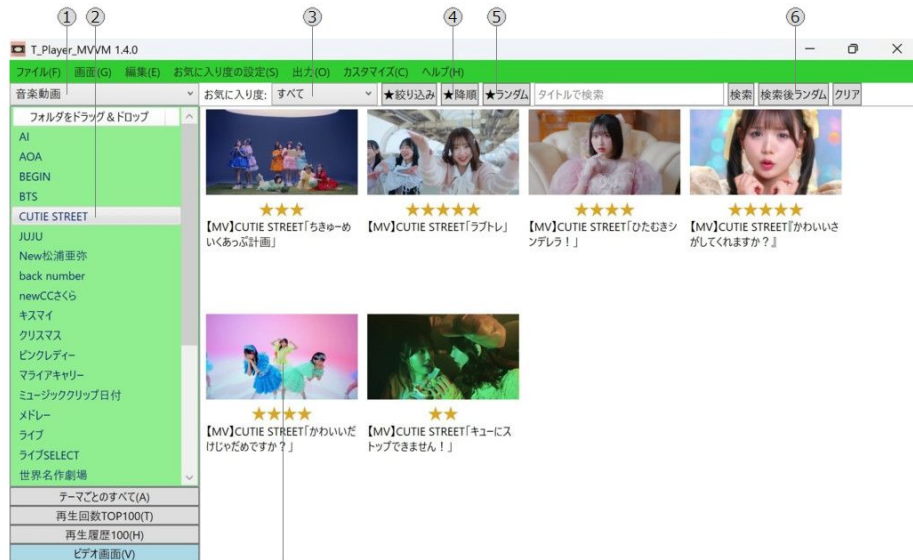 ① ② ③ ④ ⑤ ⑥
T_Player_MVVM 1.4.0
ファイル(F) 画面(G) 編集(E) お気に入り度の設定(S) 出力(O) カスタマイズ(C) ヘルプ(H)
音楽動画 お気に入り度: すべて ★絞り込み ★降順 ★ランダム タイトルで検索 検索 検索後ランダム クリア
フォルダをドラッグ＆ドロップ
AI
AOA
BEGIN
BTS
CUTIE STREET
JUJU
New松浦亜弥
back number
newCCさくら
キスマイ
クリスマス
ピンクレディー
マライアキャリー
ミュージッククリップ日付
メドレー
ライブ
ライブSELECT
世界名作劇場
テーマごとのすべて(A)
再生回数TOP100(T)
再生履歴100(H)
ビデオ画面(V)
★★★
【MV】CUTIE STREET「ちきゅーめ
いくあっぷ計画」
★★★★★
【MV】CUTIE STREET「ラブトレ」
★★★★
【MV】CUTIE STREET「ひたむきシ
ンデレラ！」
★★★★★
【MV】CUTIE STREET『かわいいさ
がしてくれますか？』
★★★★
【MV】CUTIE STREET「かわいいだ
けじゃだめですか？」
★★
【MV】CUTIE STREET「キューにス
トップできません！」